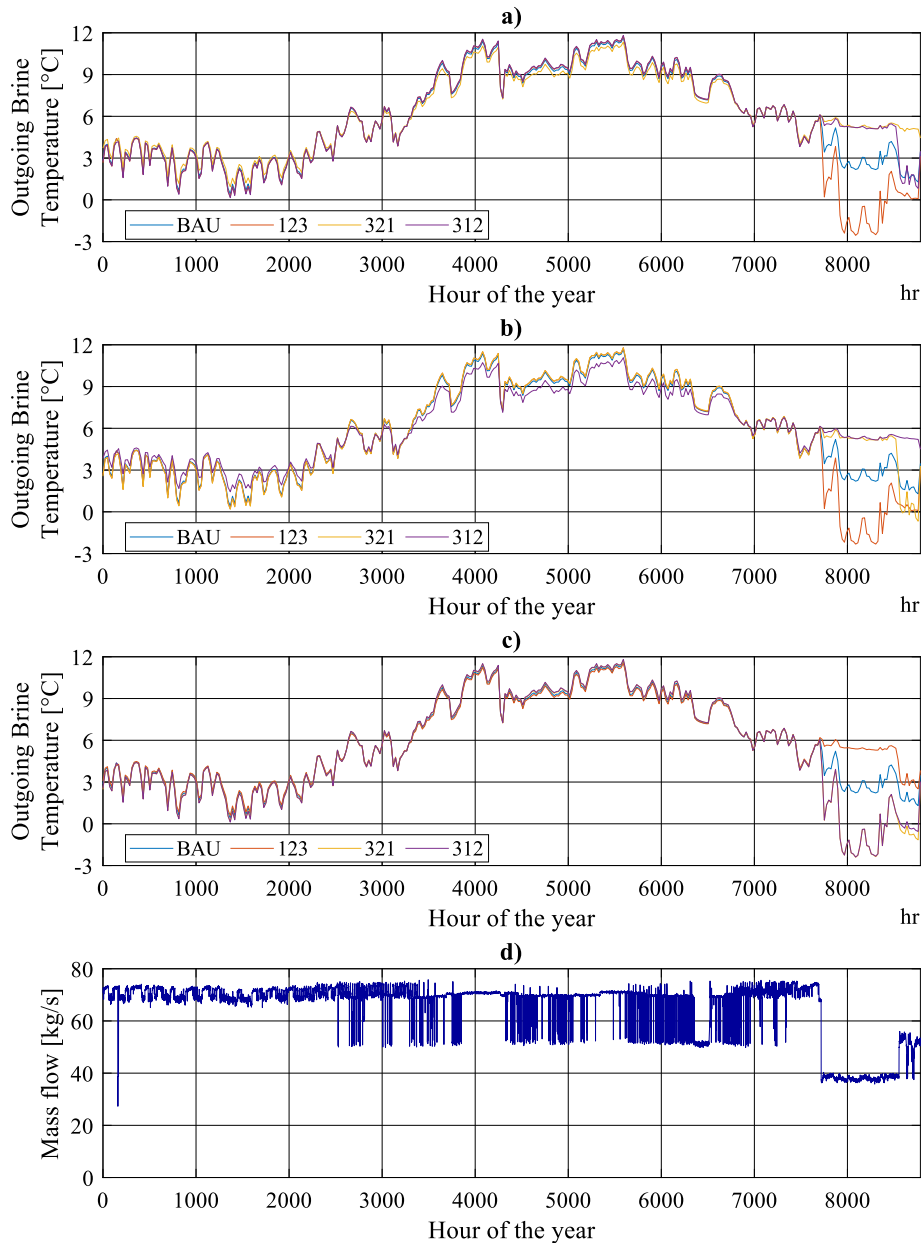 a)
12
9
6
3
0
-3
Outgoing Brine
Temperature [°C]
BAU 123 321 312
0 1000 2000 3000 4000 5000 6000 7000 8000
Hour of the year
hr
b)
12
9
6
3
0
-3
Outgoing Brine
Temperature [°C]
BAU 123 321 312
0 1000 2000 3000 4000 5000 6000 7000 8000
Hour of the year
hr
c)
12
9
6
3
0
-3
Outgoing Brine
Temperature [°C]
BAU 123 321 312
0 1000 2000 3000 4000 5000 6000 7000 8000
Hour of the year
hr
d)
80
60
40
20
0
Mass flow [kg/s]
0 1000 2000 3000 4000 5000 6000 7000 8000
Hour of the year